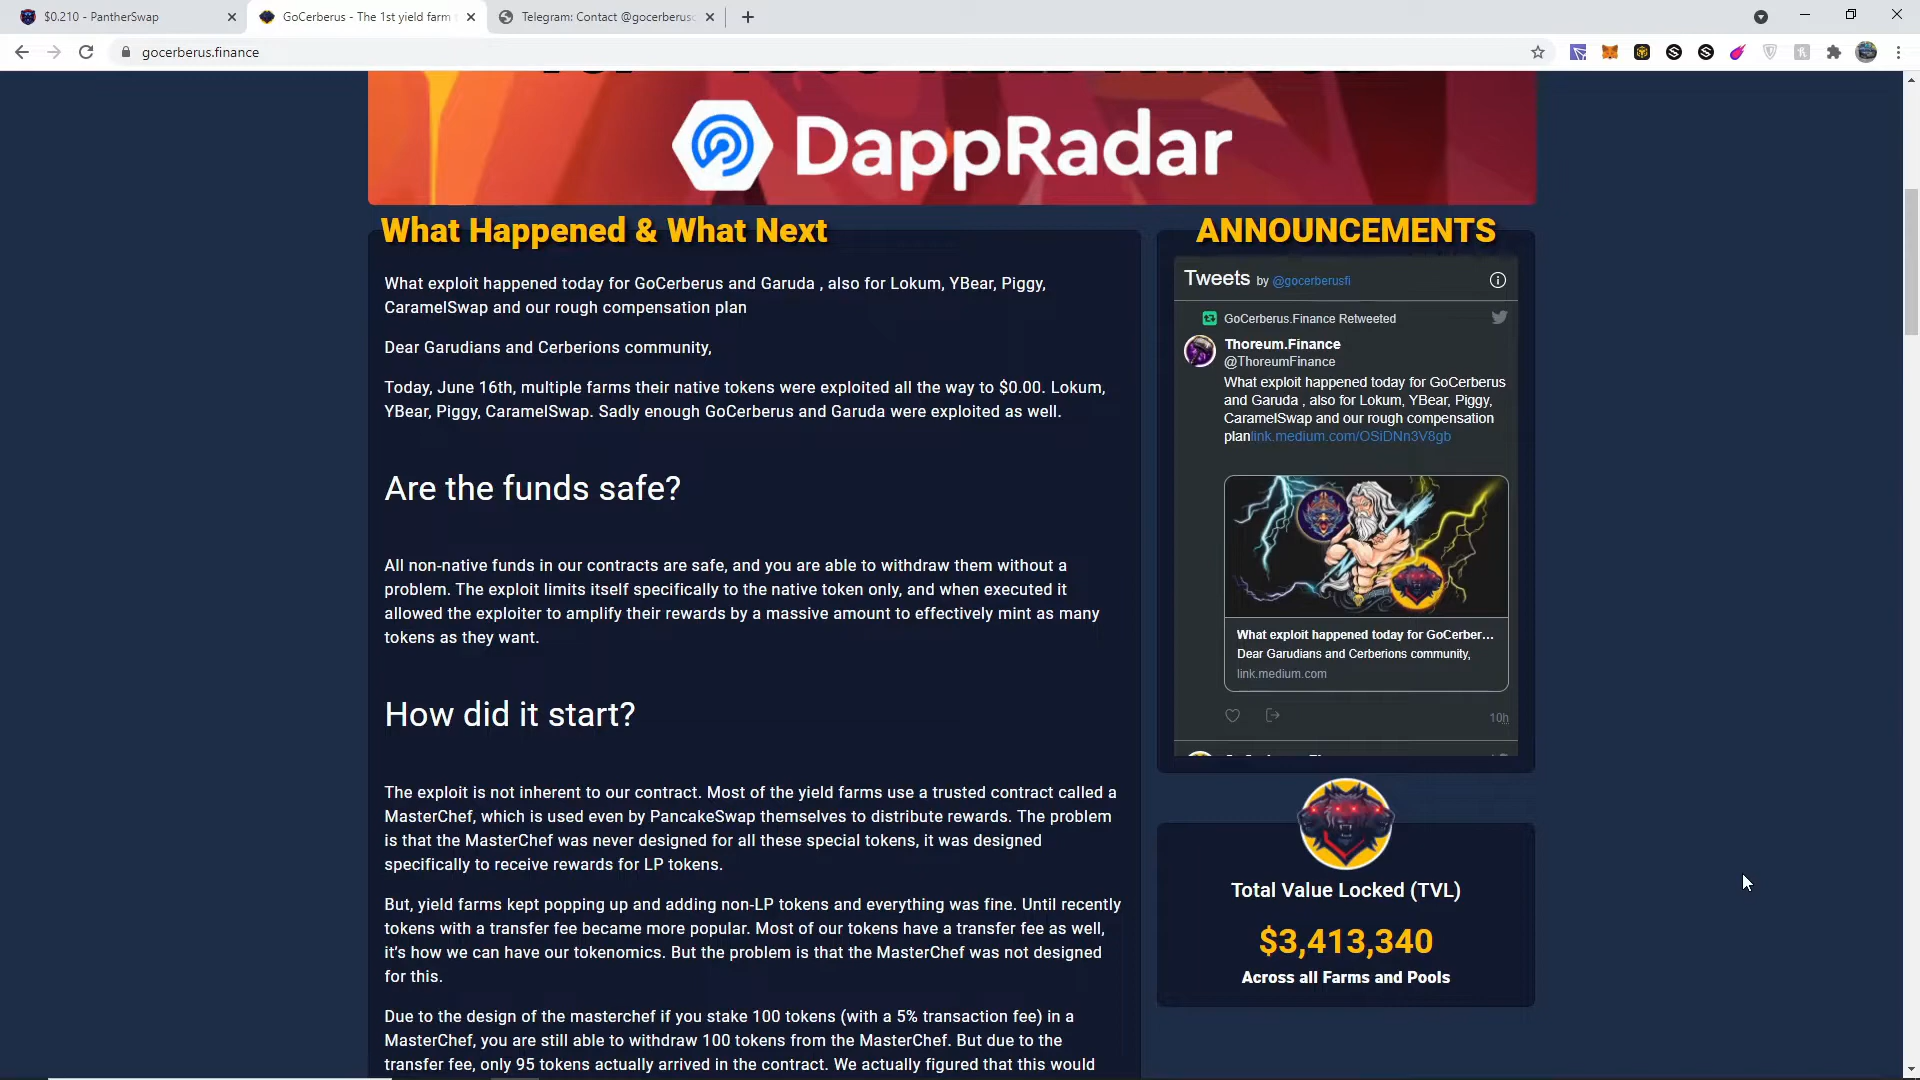 $0.210 - PantherSwap
GoCerberus - The 1st yield farm
Telegram: Contact @gocerberus
gocerberus.finance
DappRadar
What Happened & What Next
What exploit happened today for GoCerberus and Garuda , also for Lokum, YBear, Piggy,
CaramelSwap and our rough compensation plan
Dear Garudians and Cerberions community,
Today, June 16th, multiple farms their native tokens were exploited all the way to $0.00. Lokum,
YBear, Piggy, CaramelSwap. Sadly enough GoCerberus and Garuda were exploited as well.
Are the funds safe?
All non-native funds in our contracts are safe, and you are able to withdraw them without a
problem. The exploit limits itself specifically to the native token only, and when executed it
allowed the exploiter to amplify their rewards by a massive amount to effectively mint as many
tokens as they want.
How did it start?
The exploit is not inherent to our contract. Most of the yield farms use a trusted contract called a
MasterChef, which is used even by PancakeSwap themselves to distribute rewards. The problem
is that the MasterChef was never designed for all these special tokens, it was designed
specifically to receive rewards for LP tokens.
But, yield farms kept popping up and adding non-LP tokens and everything was fine. Until recently
tokens with a transfer fee became more popular. Most of our tokens have a transfer fee as well,
it's how we can have our tokenomics. But the problem is that the MasterChef was not designed
for this.
Due to the design of the masterchef if you stake 100 tokens (with a 5% transaction fee) in a
MasterChef, you are still able to withdraw 100 tokens from the MasterChef. But due to the
transfer fee, only 95 tokens actually arrived in the contract. We actually figured that this would
ANNOUNCEMENTS
Tweets by @gocerberusfi
GoCerberus.Finance Retweeted
Thoreum.Finance
@ThoreumFinance
What exploit happened today for GoCerberus
and Garuda , also for Lokum, YBear, Piggy,
CaramelSwap and our rough compensation
planlink.medium.com/OSiDNn3V8gb
What exploit happened today for GoCerber...
Dear Garudians and Cerberions community,
link.medium.com
10h
Total Value Locked (TVL)
$3,413,340
Across all Farms and Pools